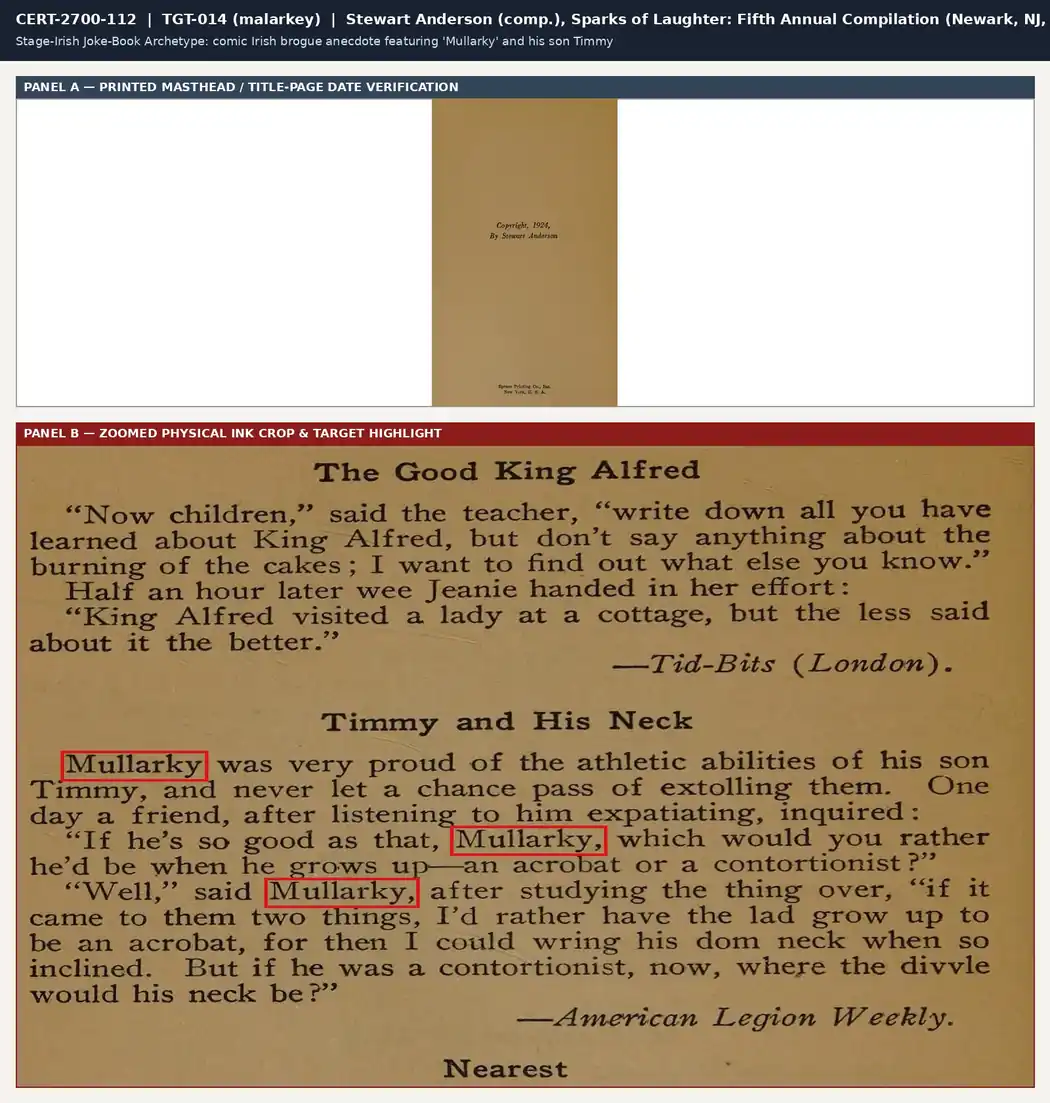 CERT-2700-112 | TGT-014 (malarkey) | Stewart Anderson (comp.), Sparks of Laughter: Fifth Annual Compilation (Newark, NJ,
Stage-Irish Joke-Book Archetype: comic Irish brogue anecdote featuring 'Mullarky' and his son Timmy
PANEL A — PRINTED MASTHEAD / TITLE-PAGE DATE VERIFICATION
Copyright, 1924,
By Stewart Anderson
Printing Co., Inc.
New York, U. S. A.
PANEL B — ZOOMED PHYSICAL INK CROP & TARGET HIGHLIGHT
The Good King Alfred
“Now children,” said the teacher, “write down all you have
learned about King Alfred, but don’t say anything about the
burning of the cakes; I want to find out what else you know.”
Half an hour later wee Jeanie handed in her effort:
“King Alfred visited a lady at a cottage, but the less said
about it the better.”
—Tid-Bits (London).
Timmy and His Neck
Mullarky was very proud of the athletic abilities of his son
Timmy, and never let a chance pass of extolling them. One
day a friend, after listening to him expatiating, inquired:
“If he’s so good as that, Mullarky, which would you rather
he’d be when he grows up—an acrobat or a contortionist?”
“Well,” said Mullarky, after studying the thing over, “if it
came to them two things, I’d rather have the lad grow up to
be an acrobat, for then I could wring his dom neck when so
inclined. But if he was a contortionist, now, where the divvle
would his neck be?”
—American Legion Weekly.
Nearest